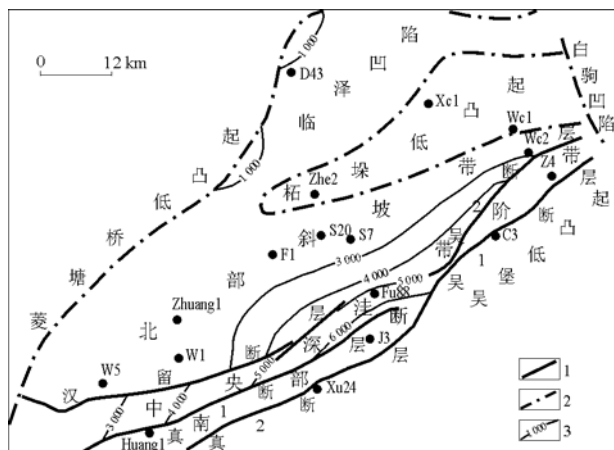 0 12 km
菱塘桥低凸起
临泽凹陷
柘垛低凸起
白驹凹陷
北部斜坡带
中央深洼带
南部断阶带
汉留断层
真1断层
真2断层
吴1断层
吴2断层
吴堡低凸起
D43
Xc1
Wc1
Wc2
Z4
C3
Zhe2
S20
S7
F1
Fu88
Zhuang1
W1
W5
J3
Xu24
Huang1
1 000
1 000
3 000
4 000
5 000
5 000
6 000
3 000
4 000
1
2
1 000 3